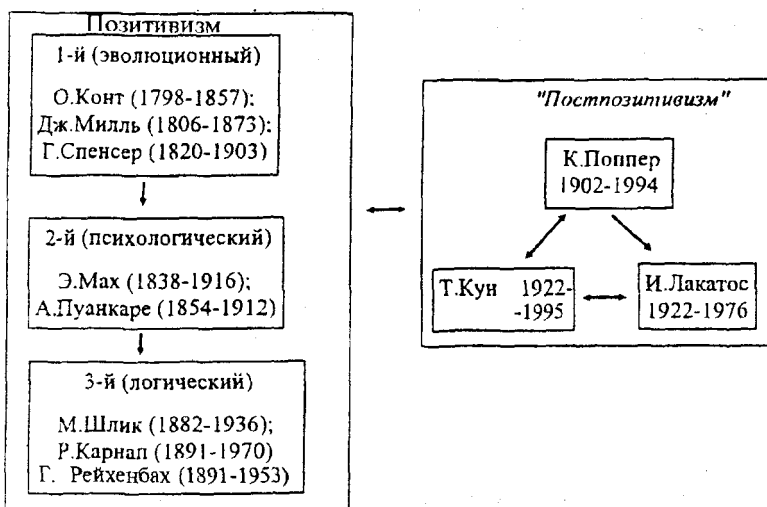 Позитивизм
1-й (эволюционный)
О.Конт (1798-1857);
Дж.Милль (1806-1873);
Г.Спенсер (1820-1903)
2-й (психологический)
Э.Мах (1838-1916);
А.Пуанкаре (1854-1912)
3-й (логический)
М.Шлик (1882-1936);
Р.Карнап (1891-1970)
Г. Рейхенбах (1891-1953)
"Постпозитивизм"
К.Поппер
1902-1994
Т.Кун 1922-
-1995
И.Лакатос
1922-1976